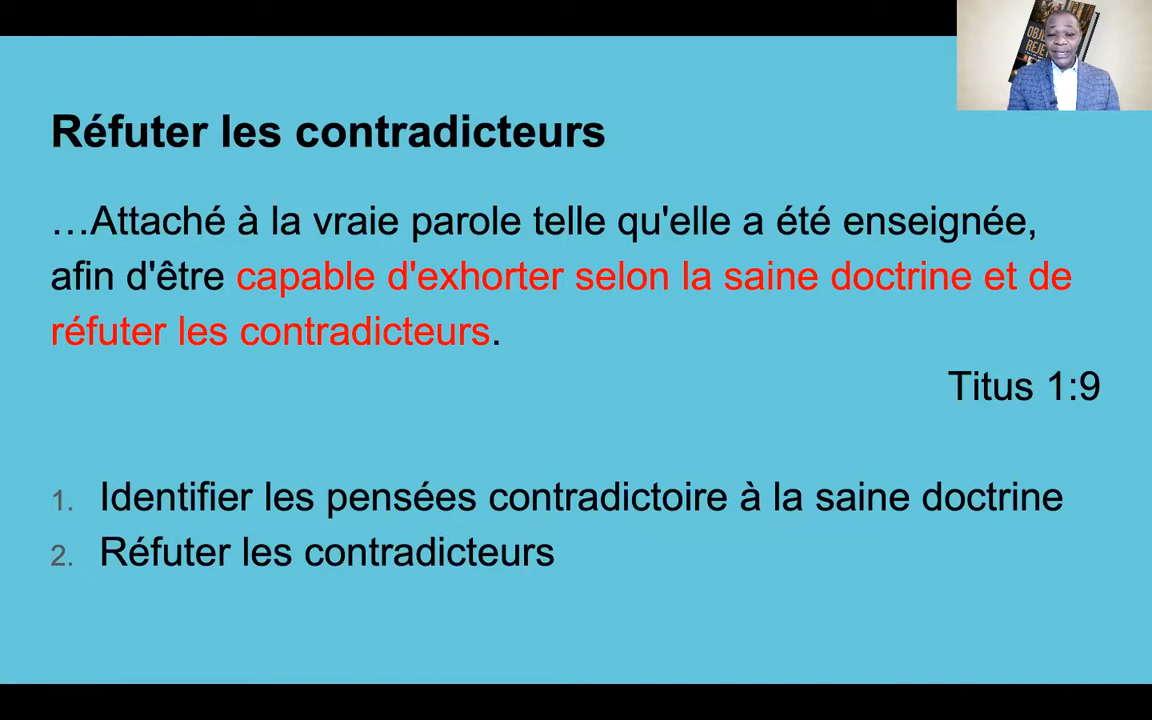 OBJE
REJE
Réfuter les contradicteurs
…Attaché à la vraie parole telle qu'elle a été enseignée,
afin d'être capable d'exhorter selon la saine doctrine et de
réfuter les contradicteurs.
Titus 1:9
1. Identifier les pensées contradictoire à la saine doctrine
2. Réfuter les contradicteurs